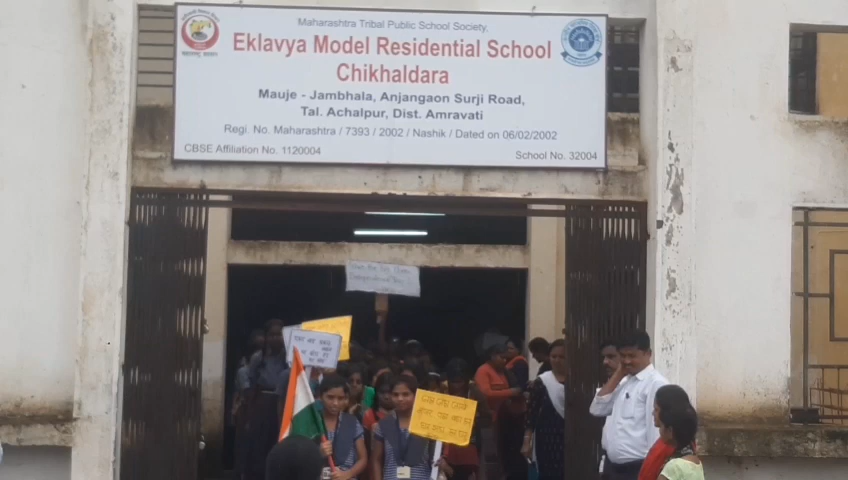 Maharashtra Tribal Public School Society,
Eklavya Model Residential School
Chikhaldara
Mauje - Jambhala, Anjangaon Surji Road,
Tal. Achalpur, Dist. Amravati
Regi. No. Maharashtra / 7393 / 2002 / Nashik / Dated on 06/02/2002
CBSE Affiliation No. 1120004
School No. 32004